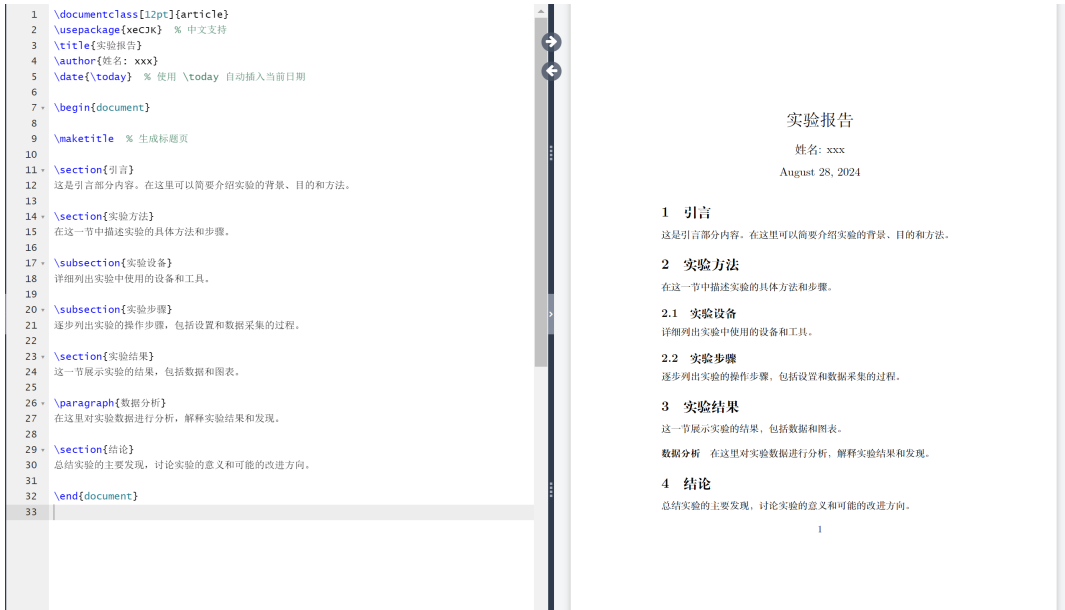 1 \documentclass[12pt]{article}
2 \usepackage{xeCJK} % 中文支持
3 \title{实验报告}
4 \author{姓名: xxx}
5 \date{\today} % 使用 \today 自动插入当前日期
6
7 \begin{document}
8
9 \maketitle % 生成标题页
10
11 \section{引言}
12 这是引言部分内容。在这里可以简要介绍实验的背景、目的和方法。
13
14 \section{实验方法}
15 在这一节中描述实验的具体方法和步骤。
16
17 \subsection{实验设备}
18 详细列出实验中使用的设备和工具。
19
20 \subsection{实验步骤}
21 逐步列出实验的操作步骤，包括设置和数据采集的过程。
22
23 \section{实验结果}
24 这一节展示实验的结果，包括数据和图表。
25
26 \paragraph{数据分析}
27 在这里对实验数据进行分析，解释实验结果和发现。
28
29 \section{结论}
30 总结实验的主要发现，讨论实验的意义和可能的改进方向。
31
32 \end{document}
33
实验报告
姓名: xxx
August 28, 2024
1 引言
这是引言部分内容。在这里可以简要介绍实验的背景、目的和方法。
2 实验方法
在这一节中描述实验的具体方法和步骤。
2.1 实验设备
详细列出实验中使用的设备和工具。
2.2 实验步骤
逐步列出实验的操作步骤，包括设置和数据采集的过程。
3 实验结果
这一节展示实验的结果，包括数据和图表。
数据分析 在这里对实验数据进行分析，解释实验结果和发现。
4 结论
总结实验的主要发现，讨论实验的意义和可能的改进方向。
1